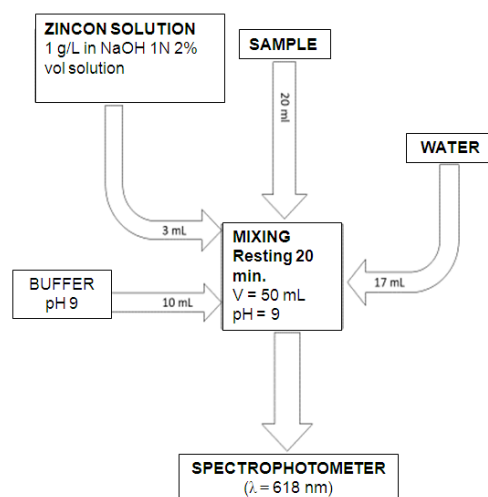 ZINCON SOLUTION
1 g/L in NaOH 1N 2%
vol solution
SAMPLE
20 ml
WATER
3 mL
MIXING
Resting 20
min.
V = 50 mL
pH = 9
17 mL
BUFFER
pH 9
10 mL
SPECTROPHOTOMETER
(λ = 618 nm)